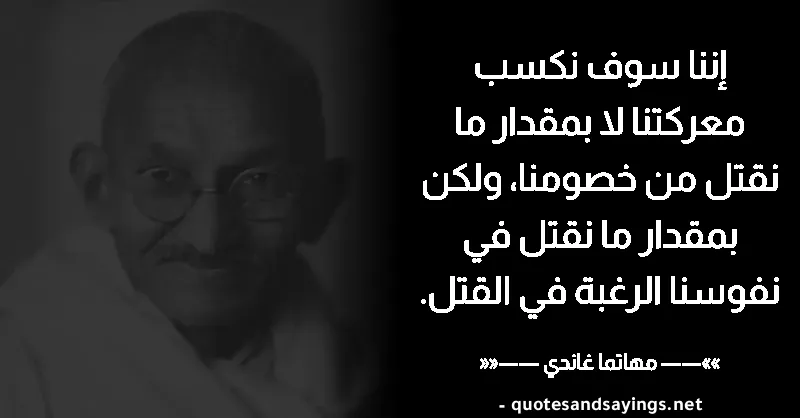 إننا سوف نكسب
معركتنا لا بمقدار ما
نقتل من خصومنا، ولكن
بمقدار ما نقتل في
نفوسنا الرغبة في القتل.
»»—— مهاتما غاندي ——««
- quotesandsayings.net